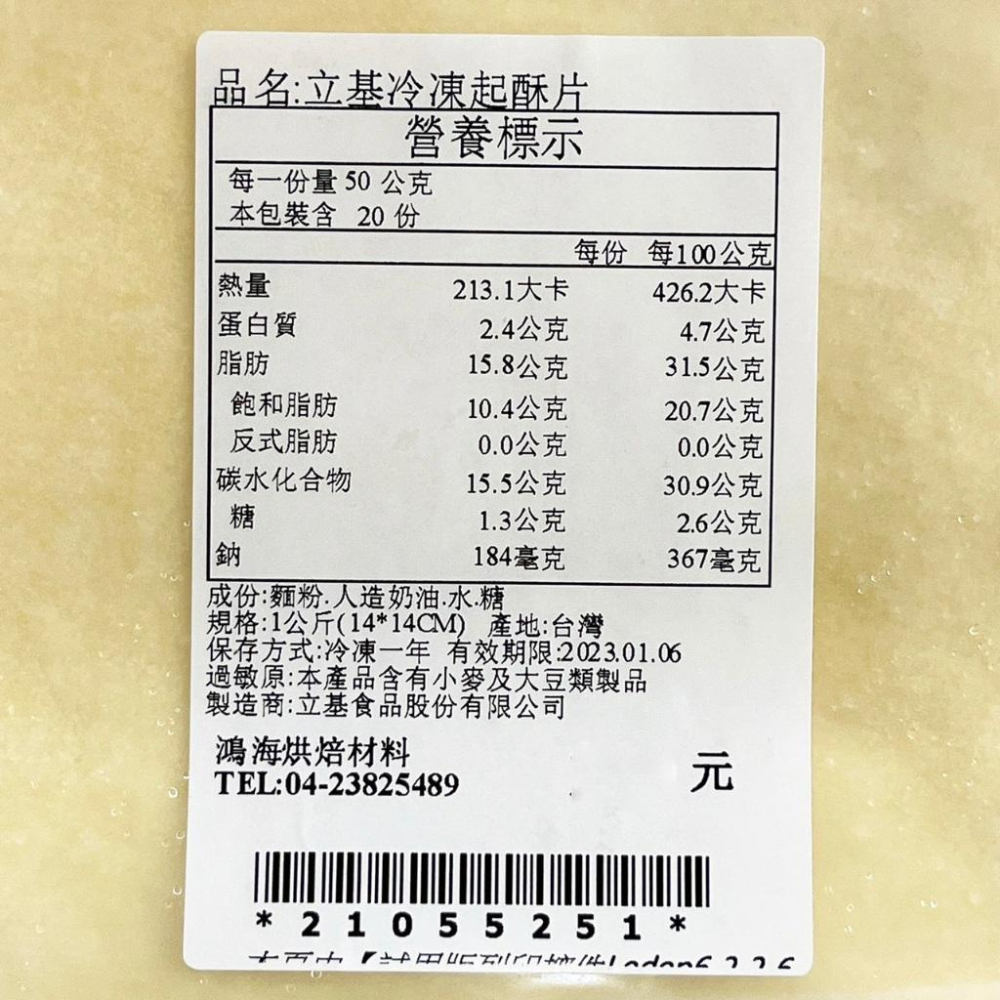 品名:立基冷凍起酥片
營養標示
每一份量 50 公克
本包裝含 20 份
每份 每100公克
熱量 213.1大卡 426.2大卡
蛋白質 2.4公克 4.7公克
脂肪 15.8公克 31.5公克
飽和脂肪 10.4公克 20.7公克
反式脂肪 0.0公克 0.0公克
碳水化合物 15.5公克 30.9公克
糖 1.3公克 2.6公克
鈉 184毫克 367毫克
成份:麵粉.人造奶油.水.糖
規格:1公斤(14*14CM) 產地:台灣
保存方式:冷凍一年 有效期限:2023.01.06
過敏原:本產品含有小麥及大豆類製品
製造商:立基食品股份有限公司
鴻海烘焙材料 元
TEL:04-23825489
*21055251*